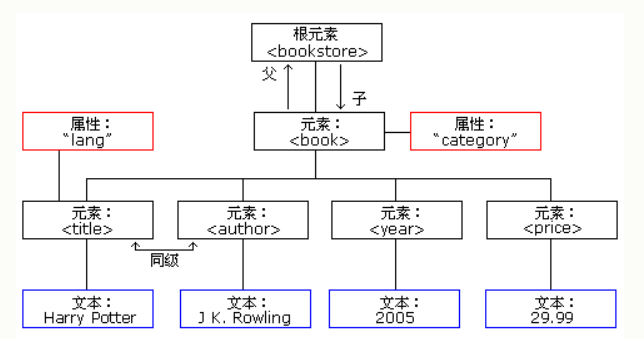 根元素
<bookstore>
父
子
属性：
“lang”
元素：
<book>
属性：
“category”
元素：
<title>
元素：
<author>
元素：
<year>
元素：
<price>
同级
文本：
Harry Potter
文本：
J K. Rowling
文本：
2005
文本：
29.99